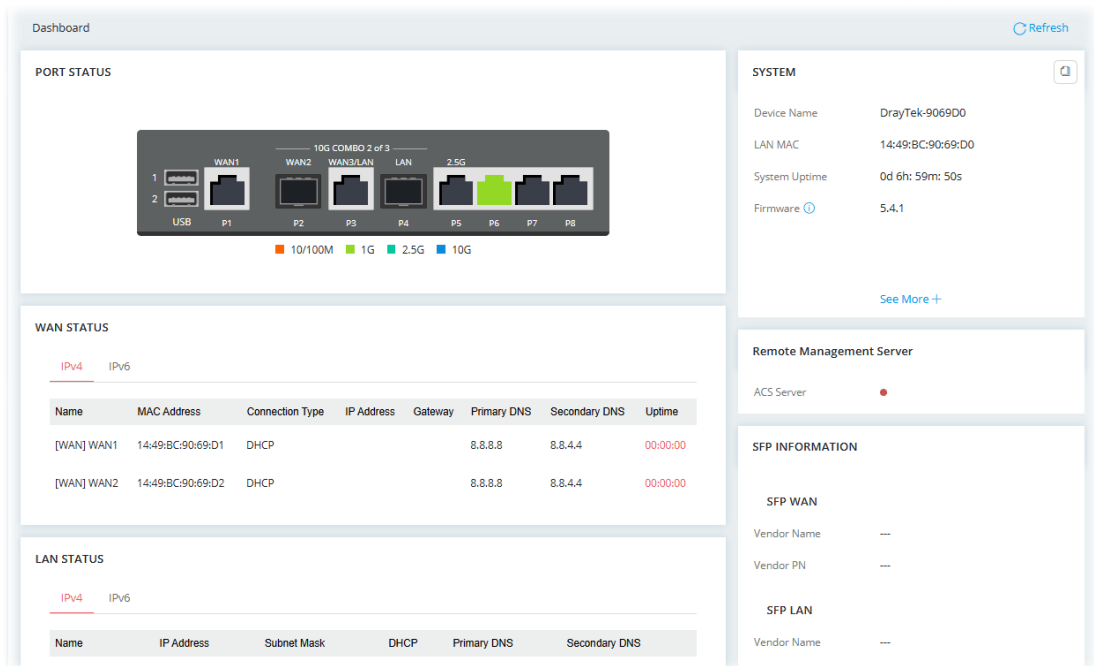 Dashboard
Refresh
PORT STATUS
10G COMBO 2 of 3
WAN1 WAN2 WAN3/LAN LAN 2.5G
1
2
USB P1 P2 P3 P4 P5 P6 P7 P8
10/100M 1G 2.5G 10G
WAN STATUS
IPv4 IPv6
Name MAC Address Connection Type IP Address Gateway Primary DNS Secondary DNS Uptime
[WAN] WAN1 14:49:BC:90:69:D1 DHCP 8.8.8.8 8.8.4.4 00:00:00
[WAN] WAN2 14:49:BC:90:69:D2 DHCP 8.8.8.8 8.8.4.4 00:00:00
LAN STATUS
IPv4 IPv6
Name IP Address Subnet Mask DHCP Primary DNS Secondary DNS
SYSTEM
Device Name DrayTek-9069D0
LAN MAC 14:49:BC:90:69:D0
System Uptime 0d 6h: 59m: 50s
Firmware 5.4.1
See More +
Remote Management Server
ACS Server
SFP INFORMATION
SFP WAN
Vendor Name ---
Vendor PN ---
SFP LAN
Vendor Name ---